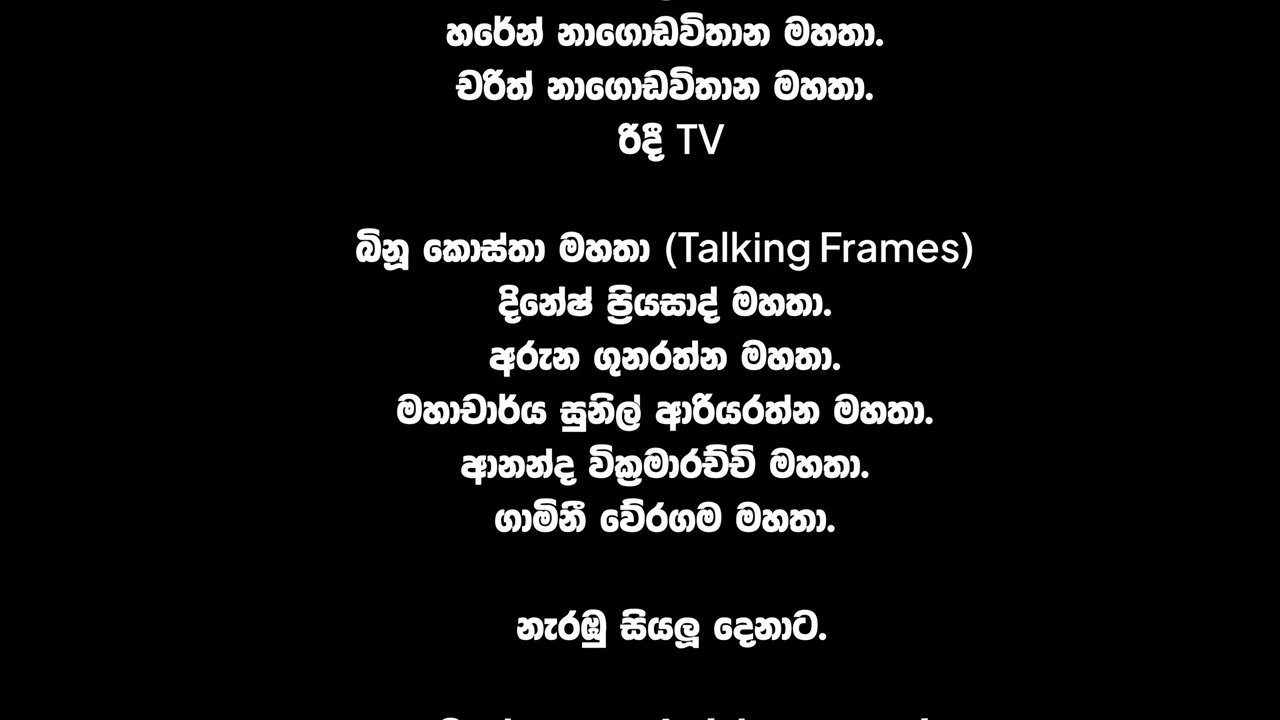 හරේන් නාගොඩවිතාන මහතා.
චරිත් නාගොඩවිතාන මහතා.
රිදී TV
බිනූ කොස්තා මහතා (Talking Frames)
දිනේෂ් ප්‍රියසාද් මහතා.
අරුන ගුනරත්න මහතා.
මහාචාර්ය සුනිල් ආරියරත්න මහතා.
ආනන්ද වික්‍රමාරච්චි මහතා.
ගාමිනී වේරගම මහතා.
නැරඹු සියලූ දෙනාට.